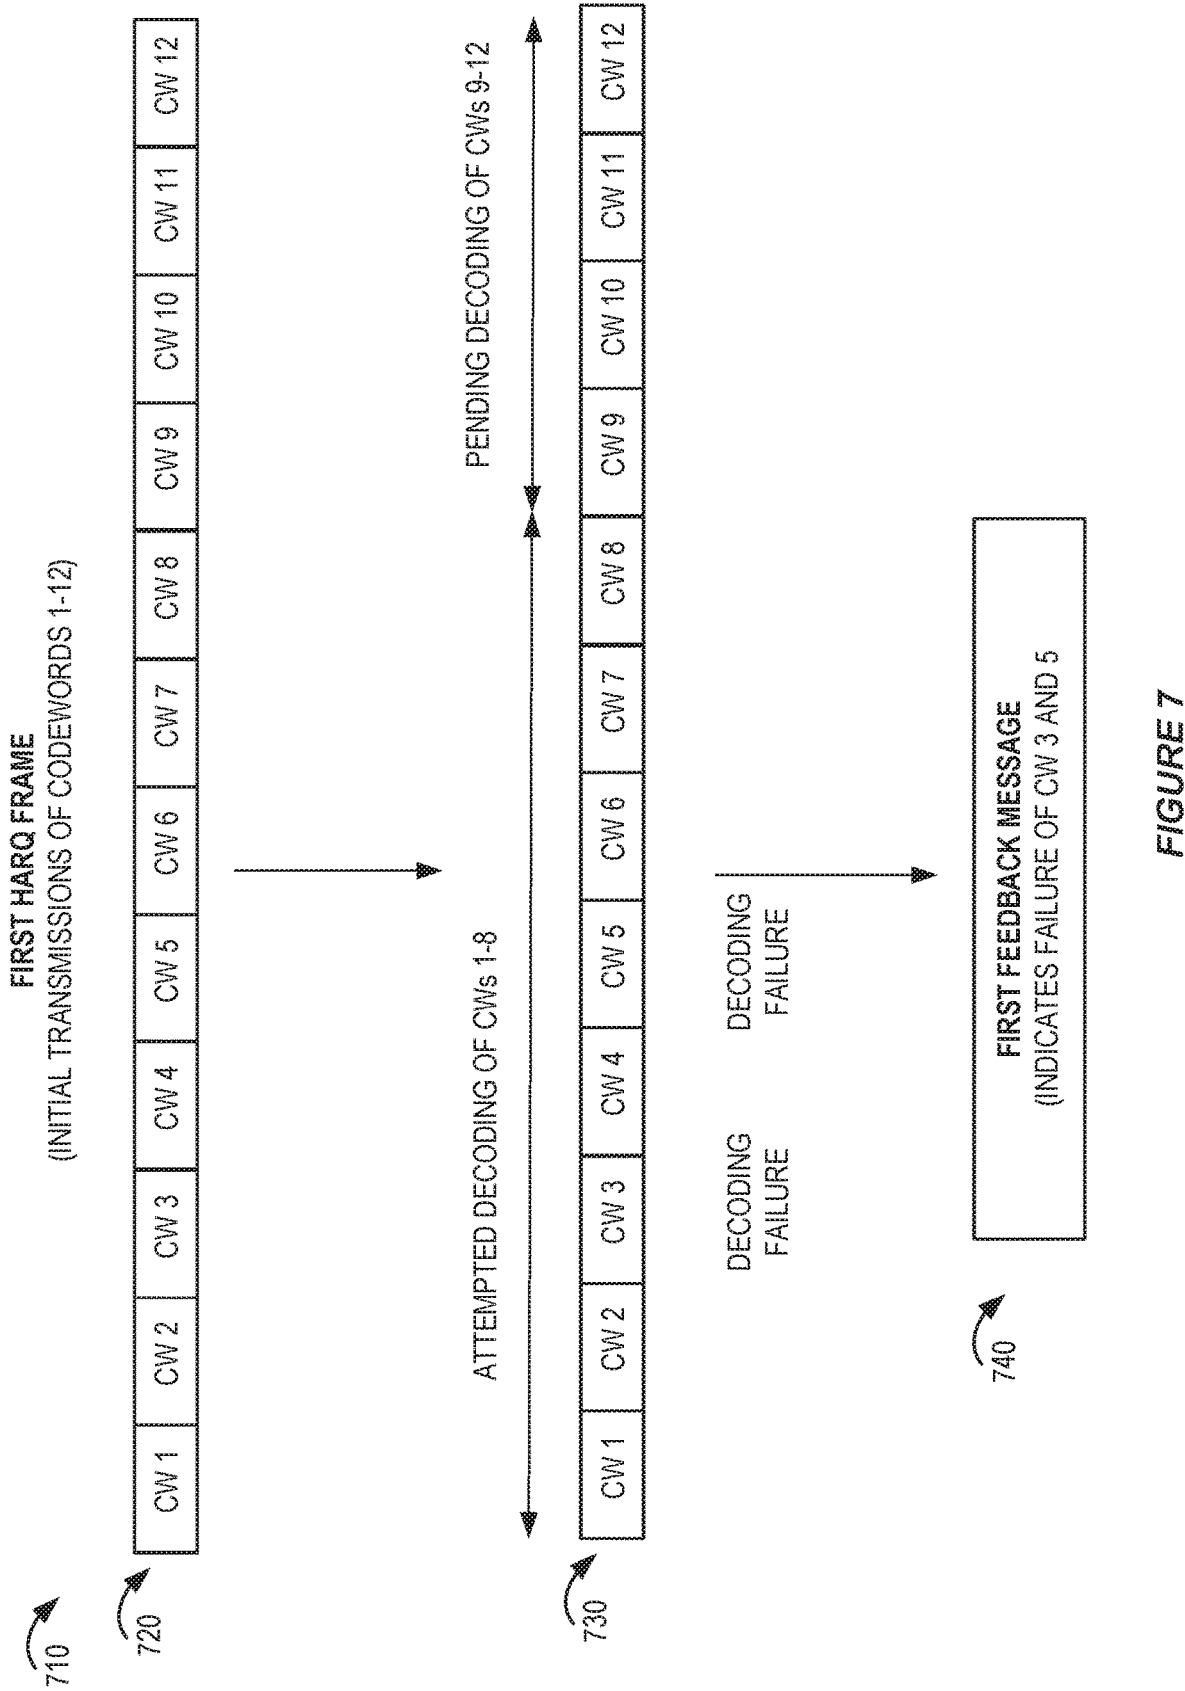 710
FIRST HARQ FRAME
(INITIAL TRANSMISSIONS OF CODEWORDS 1-12)
720
CW 1 CW 2 CW 3 CW 4 CW 5 CW 6 CW 7 CW 8 CW 9 CW 10 CW 11 CW 12
ATTEMPTED DECODING OF CWs 1-8 PENDING DECODING OF CWs 9-12
730
CW 1 CW 2 CW 3 CW 4 CW 5 CW 6 CW 7 CW 8 CW 9 CW 10 CW 11 CW 12
DECODING
FAILURE
DECODING
FAILURE
740
FIRST FEEDBACK MESSAGE
(INDICATES FAILURE OF CW 3 AND 5
FIGURE 7